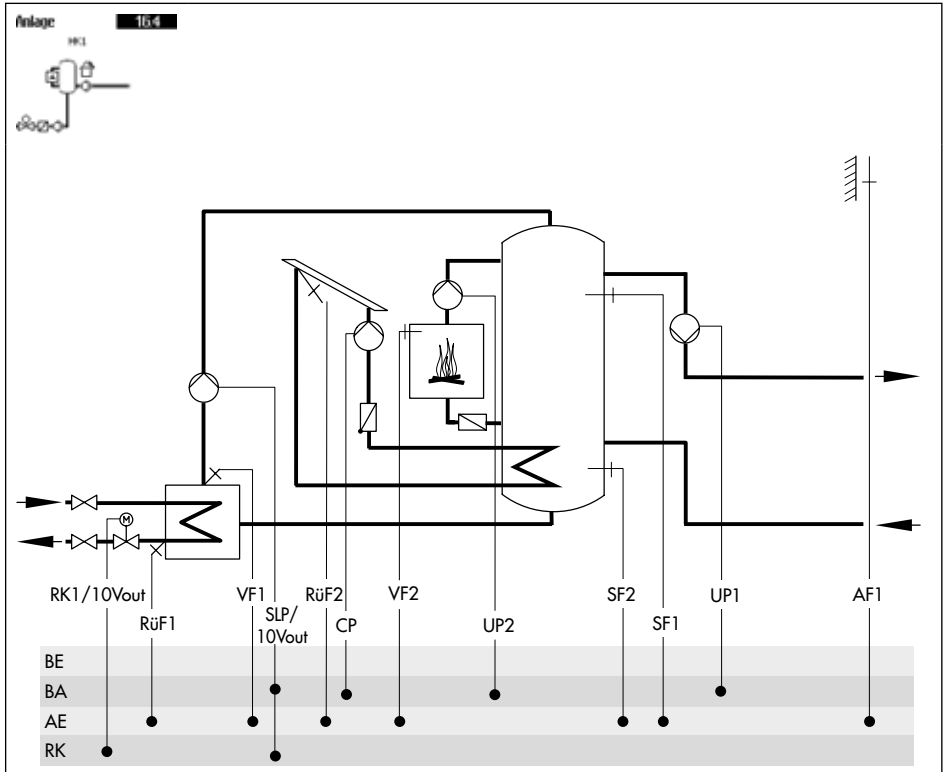 Anlage 16.4
HK1
M
RK1/10Vout VF1 RüF2 VF2 SF2 UP1 AF1
RüF1 SLP/ 10Vout CP UP2 SF1
BE
BA
AE
RK